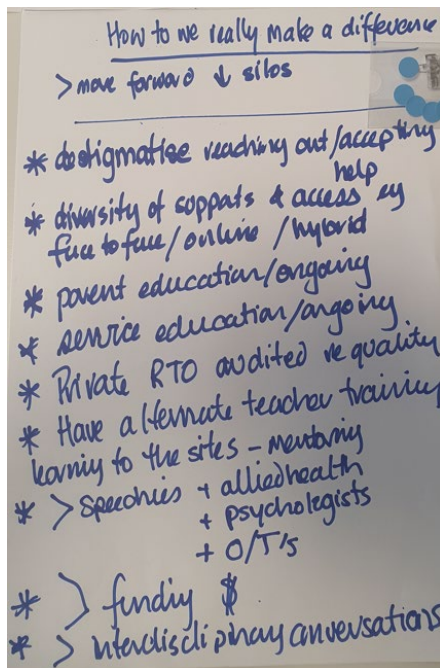 How to we really make a difference
> move forward ↓ silos
* destigmatise reaching out/accepting
help
* diversity of supports & access eg
face to face/online/hybrid
* parent education/ongoing
* service education/ongoing
* Private RTO audited re quality
* Have alternate teacher training
learning to the sites - mentoring
* > speechies + allied health
+ psychologists
+ O/T's
* > funding $
* > interdisciplinary conversations